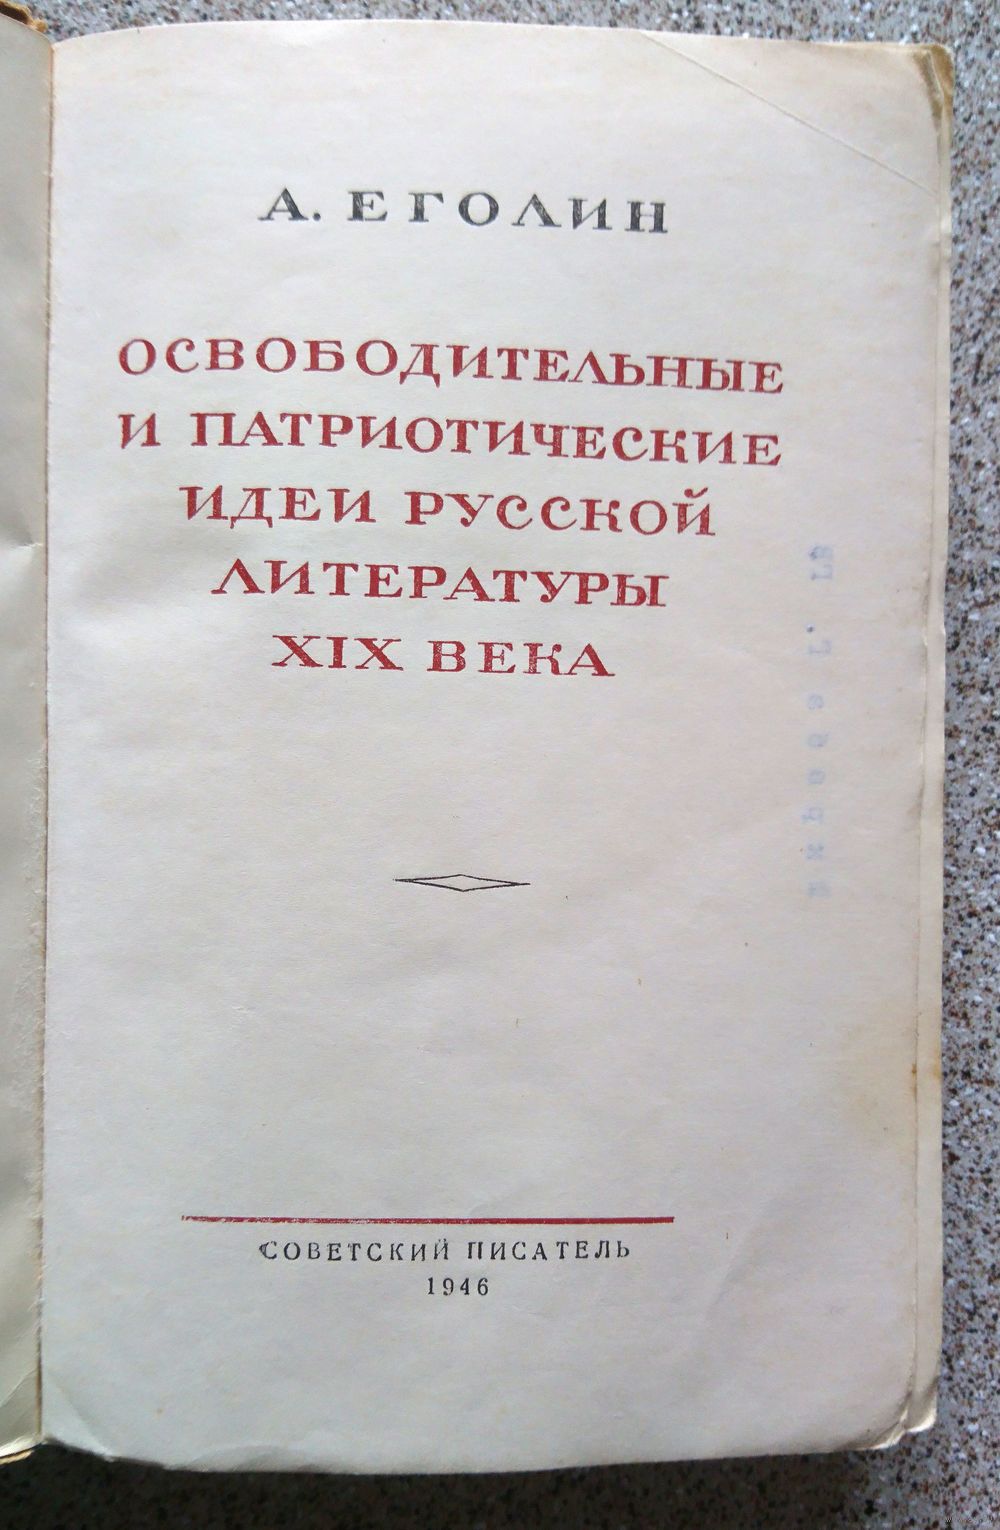 А. ЕГОЛИН
ОСВОБОДИТЕЛЬНЫЕ
И ПАТРИОТИЧЕСКИЕ
ИДЕИ РУССКОЙ
ЛИТЕРАТУРЫ
XIX ВЕКА
СОВЕТСКИЙ ПИСАТЕЛЬ
1946